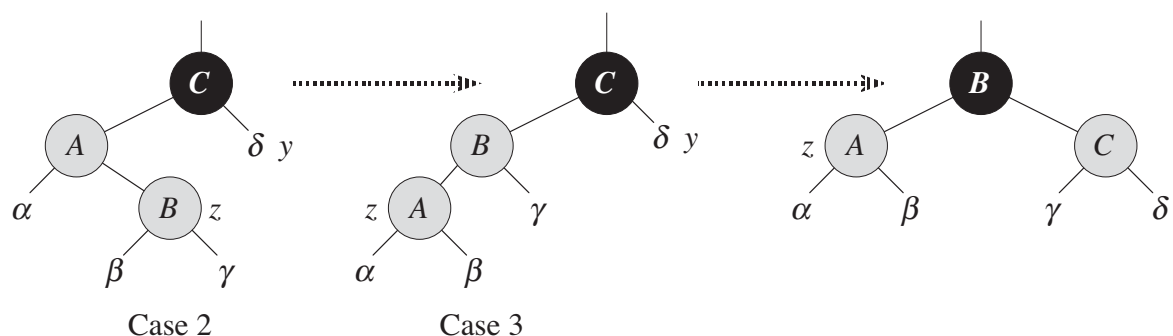 C C B
A δ y B δ y z A C
α B z z A γ α β γ δ
β γ α β
Case 2 Case 3